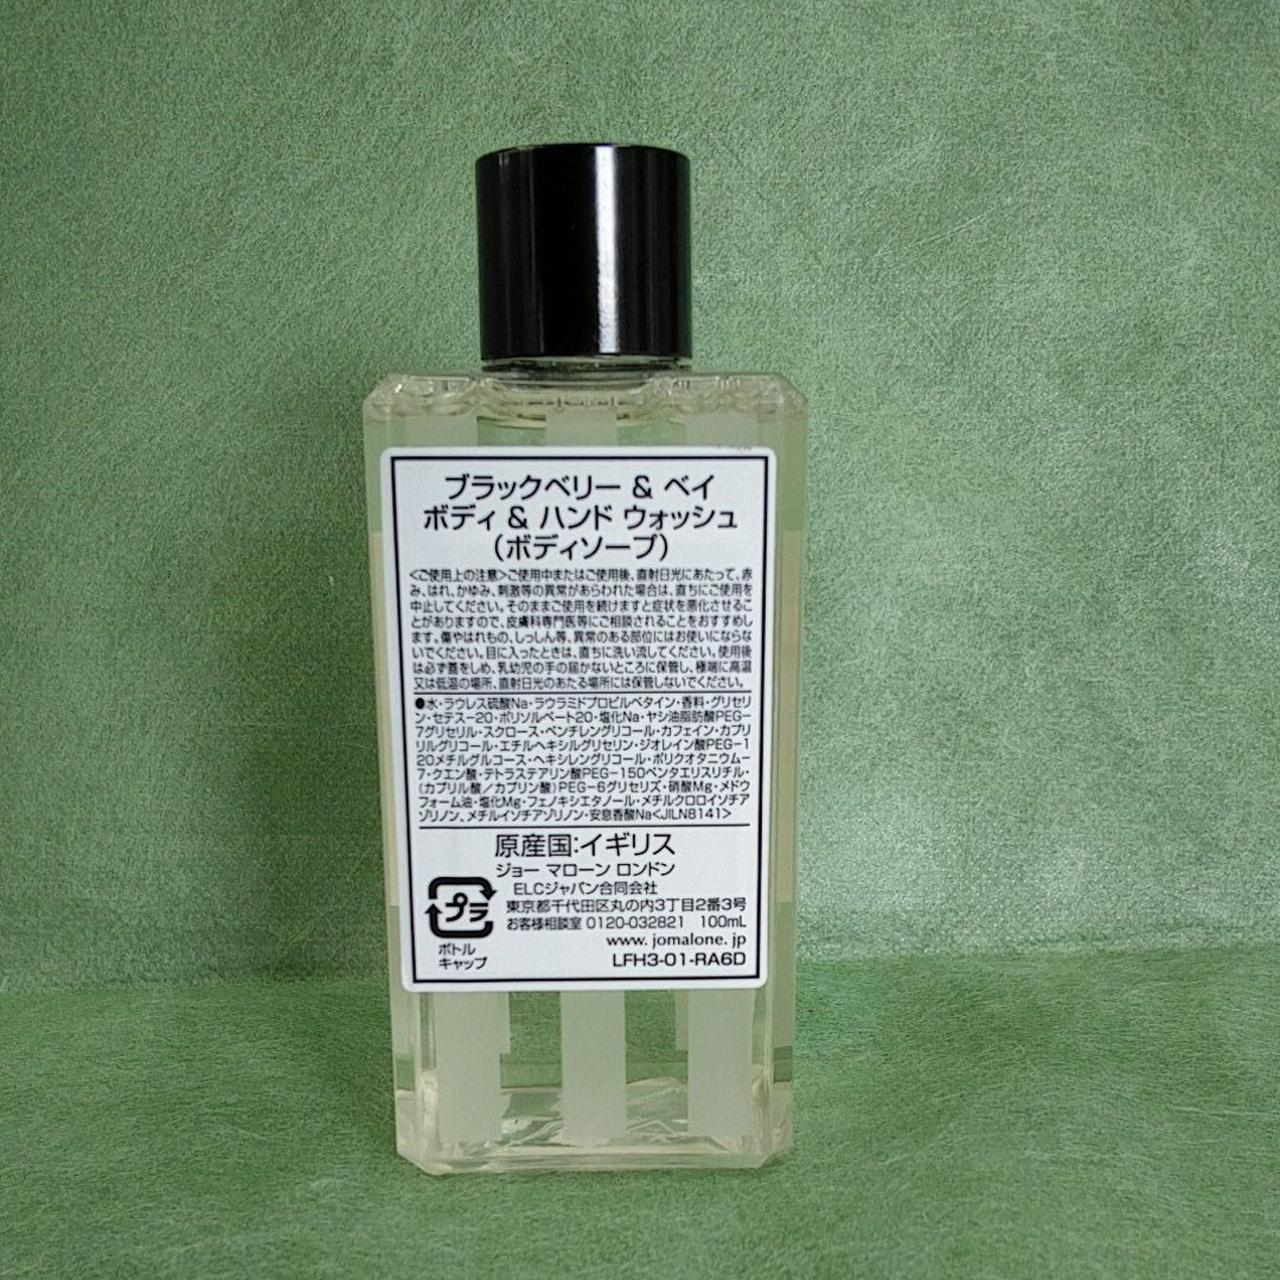 ブラックベリー & ベイ
ボディ & ハンド ウォッシュ
(ボディソープ)
<ご使用上の注意>ご使用中またはご使用後、直射日光にあたって、赤
み、はれ、かゆみ、刺激等の異常があらわれた場合は、直ちにご使用を
中止してください。そのままご使用を続けますと症状を悪化させるこ
とがありますので、皮膚科専門医等にご相談されることをおすすめし
ます。傷やはれもの、しっしん等、異常のある部位にはお使いにならな
いでください。目に入ったときは、直ちに洗い流してください。使用後
は必ず蓋をしめ、乳幼児の手の届かないところに保管し、極端に高温
又は低温の場所、直射日光のあたる場所には保管しないでください。
●水・ラウレス硫酸Na・ラウラミドプロピルベタイン・香料・グリセリ
ン・セテス-20・ポリソルベート20・塩化Na・ヤシ油脂肪酸PEG-
7グリセリル・スクロース・ペンチレングリコール・カフェイン・カプリ
リルグリコール・エチルヘキシルグリセリン・ジオレイン酸PEG-1
20メチルグルコース・ヘキシレングリコール・ポリクオタニウム-
7・クエン酸・テトラステアリン酸PEG-150ペンタエリスリチル・
(カプリル酸/カプリン酸)PEG-6グリセリズ・硝酸Mg・メドウ
フォーム油・塩化Mg・フェノキシエタノール・メチルクロロイソチア
ゾリノン、メチルイソチアゾリノン・安息香酸Na<JILN8141>
原産国:イギリス
ジョー マローン ロンドン
ELCジャパン合同会社
東京都千代田区丸の内3丁目2番3号
お客様相談室 0120-032821 100mL
www. jomalone. jp
LFH3-01-RA6D
プラ
ボトル
キャップ